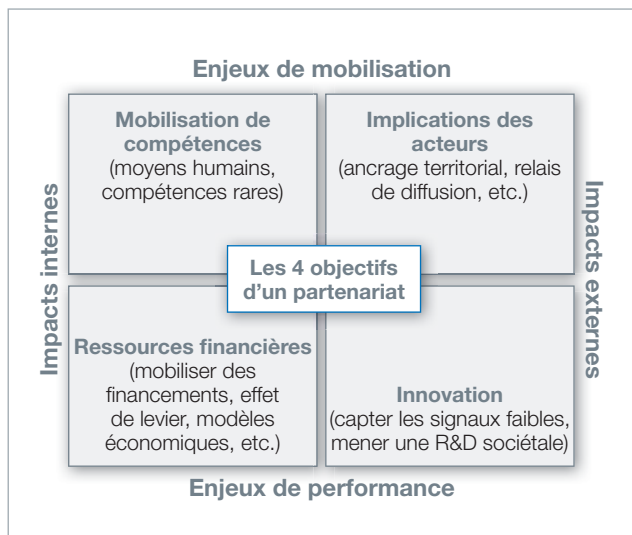 Enjeux de mobilisation
Impacts internes
Mobilisation de
compétences
(moyens humains,
compétences rares)
Implications des
acteurs
(ancrage territorial, relais
de diffusion, etc.)
Impacts externes
Les 4 objectifs
d'un partenariat
Ressources financières
(mobiliser des
financements, effet
de levier, modèles
économiques, etc.)
Innovation
(capter les signaux faibles,
mener une R&D sociétale)
Enjeux de performance